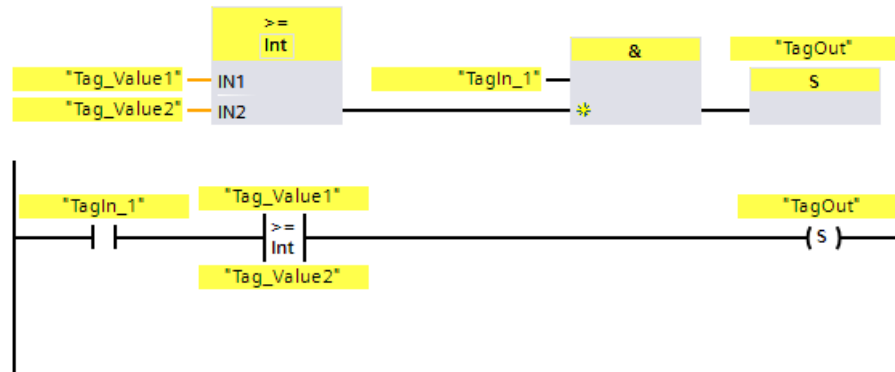 >=
Int
&
"TagOut"
"Tag_Value1"
IN1
"TagIn_1"
S
"Tag_Value2"
IN2
"TagIn_1"
"Tag_Value1"
"TagOut"
>=
Int
( S )
"Tag_Value2"